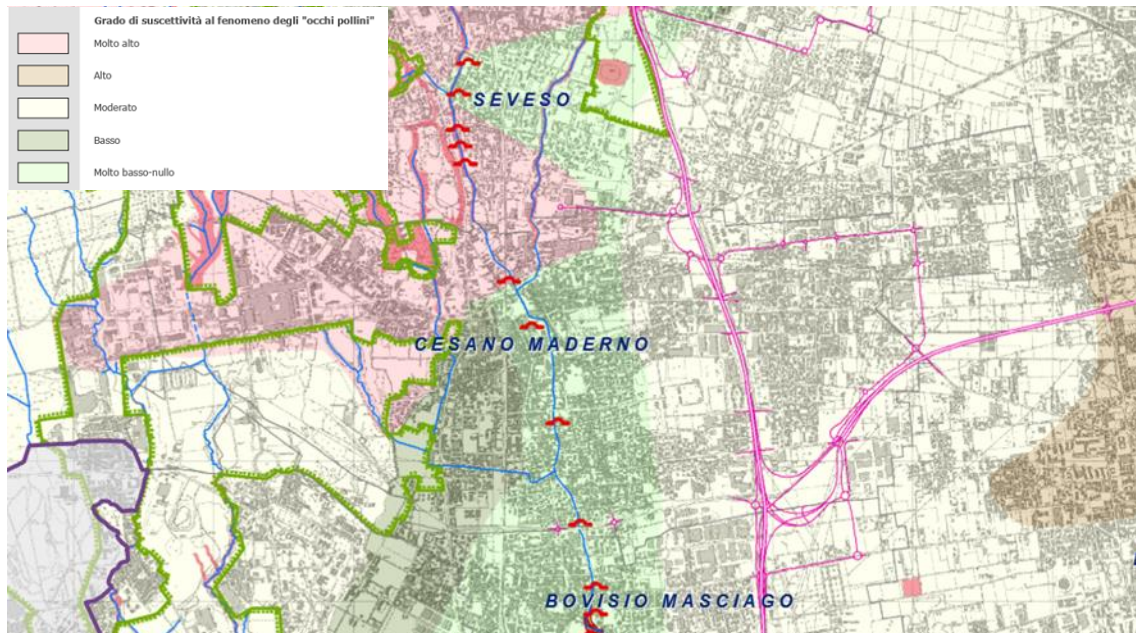 Grado di suscettività al fenomeno degli "occhi pollini"
Molto alto
Alto
Moderato
Basso
Molto basso-nullo
SEVESO
CESANO MADERNO
BOVISIO MASCIAGO